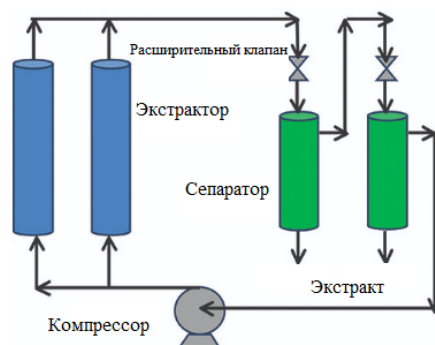 Расширительный клапан
Экстрактор
Сепаратор
Экстракт
Компрессор